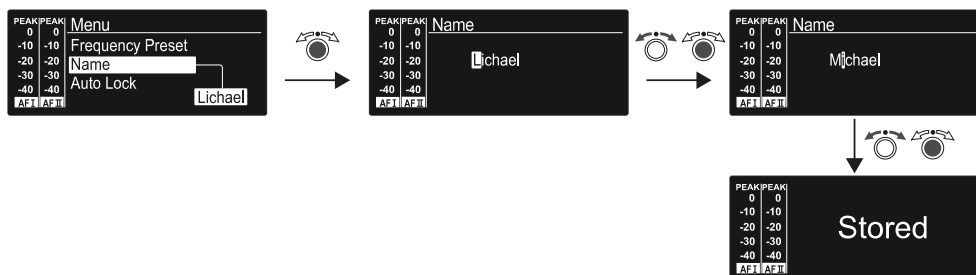 PEAK PEAK Menu
0 0
-10 -10 Frequency Preset
-20 -20 Name
-30 -30 Auto Lock
-40 -40 Lichael
AF I AF II
PEAK PEAK Name
0 0
-10 -10
-20 -20 Lichael
-30 -30
-40 -40
AF I AF II
PEAK PEAK Name
0 0
-10 -10
-20 -20 Michael
-30 -30
-40 -40
AF I AF II
PEAK PEAK
0 0
-10 -10
-20 -20 Stored
-30 -30
-40 -40
AF I AF II